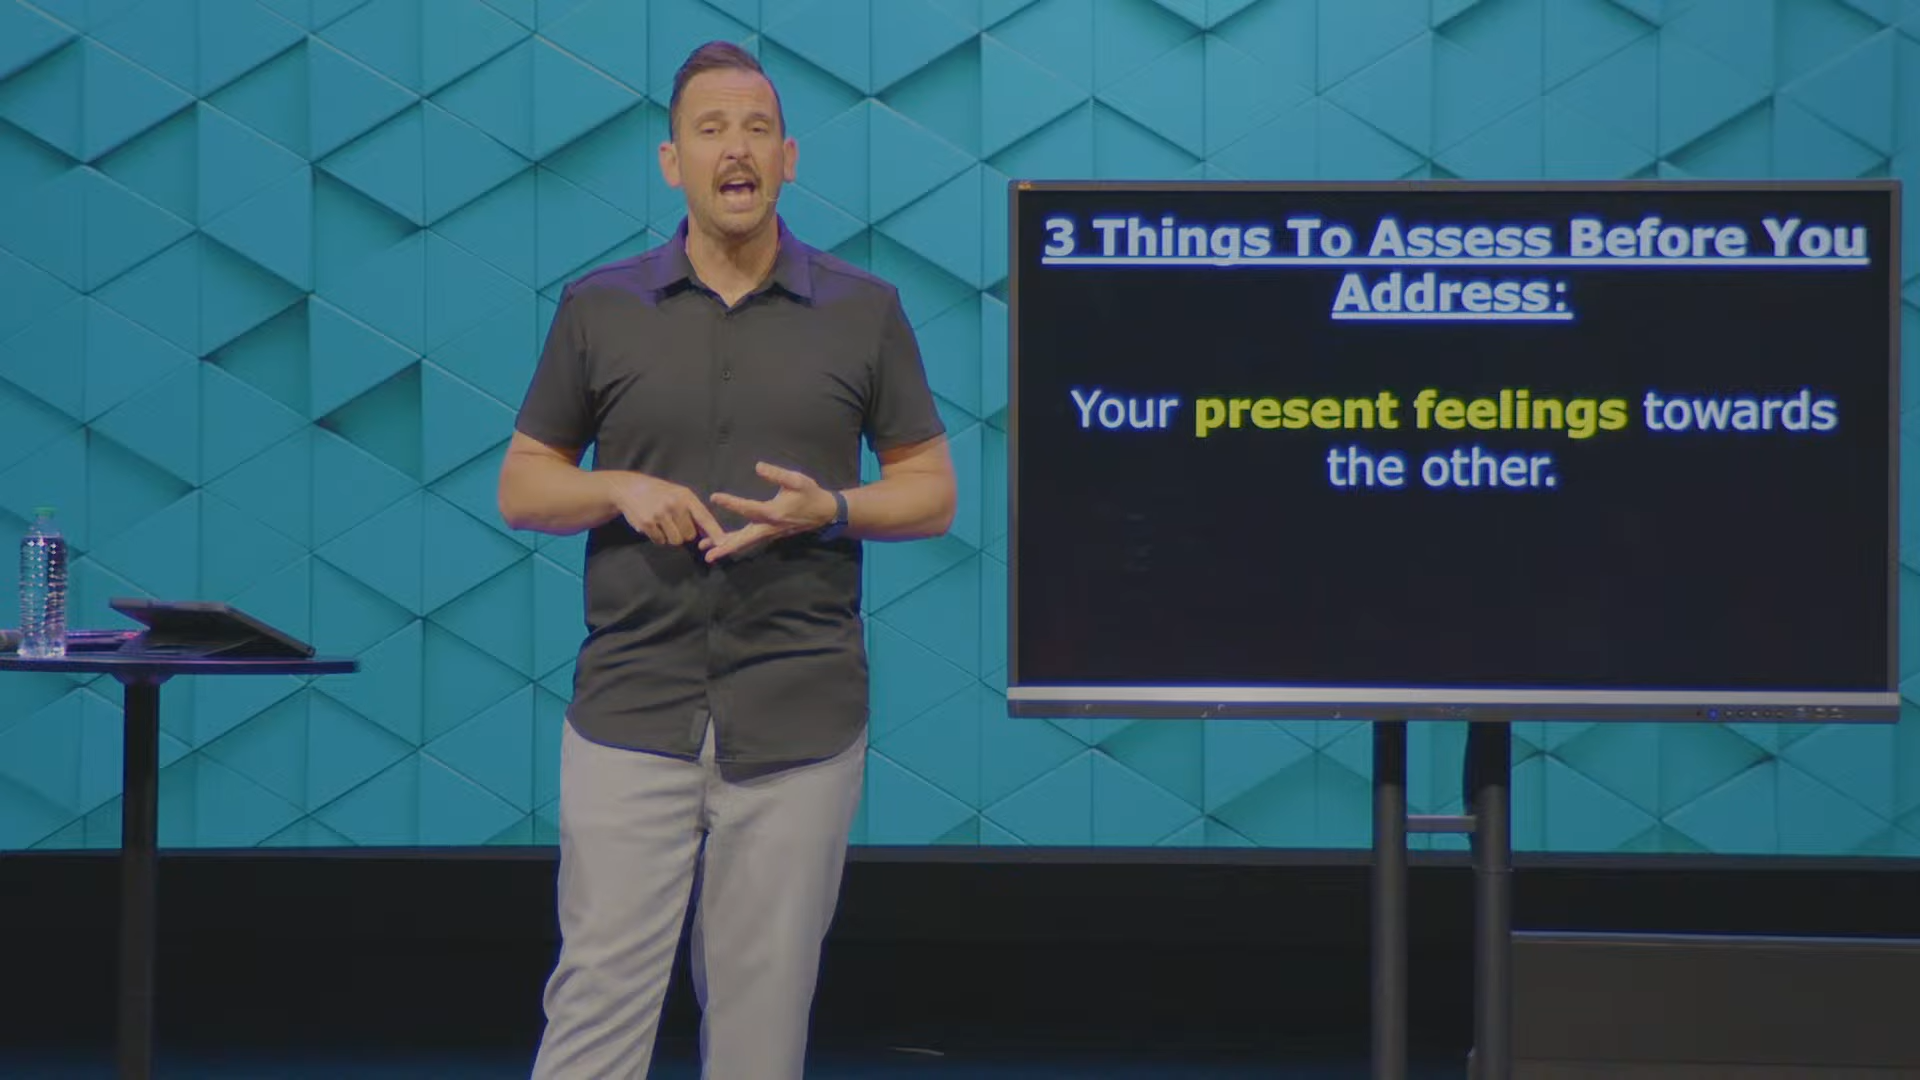 3 Things To Assess Before You
Address:
Your present feelings towards
the other.